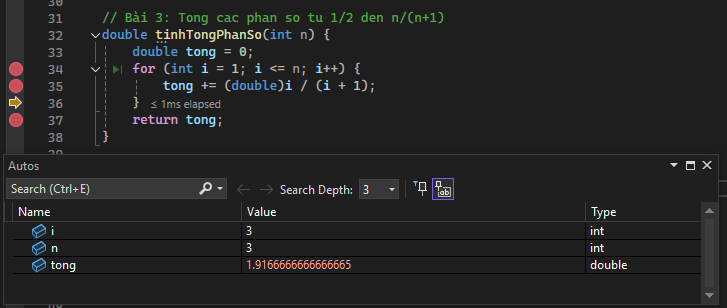 31 // Bài 3: Tong cac phan so tu 1/2 den n/(n+1)
32 double tinhTongPhanSo(int n) {
33 double tong = 0;
34 for (int i = 1; i <= n; i++) {
35 tong += (double)i / (i + 1);
36 } ≤ 1ms elapsed
37 return tong;
38 }
Autos
Search (Ctrl+E) Search Depth: 3
Name Value Type
i 3 int
n 3 int
tong 1.9166666666666665 double